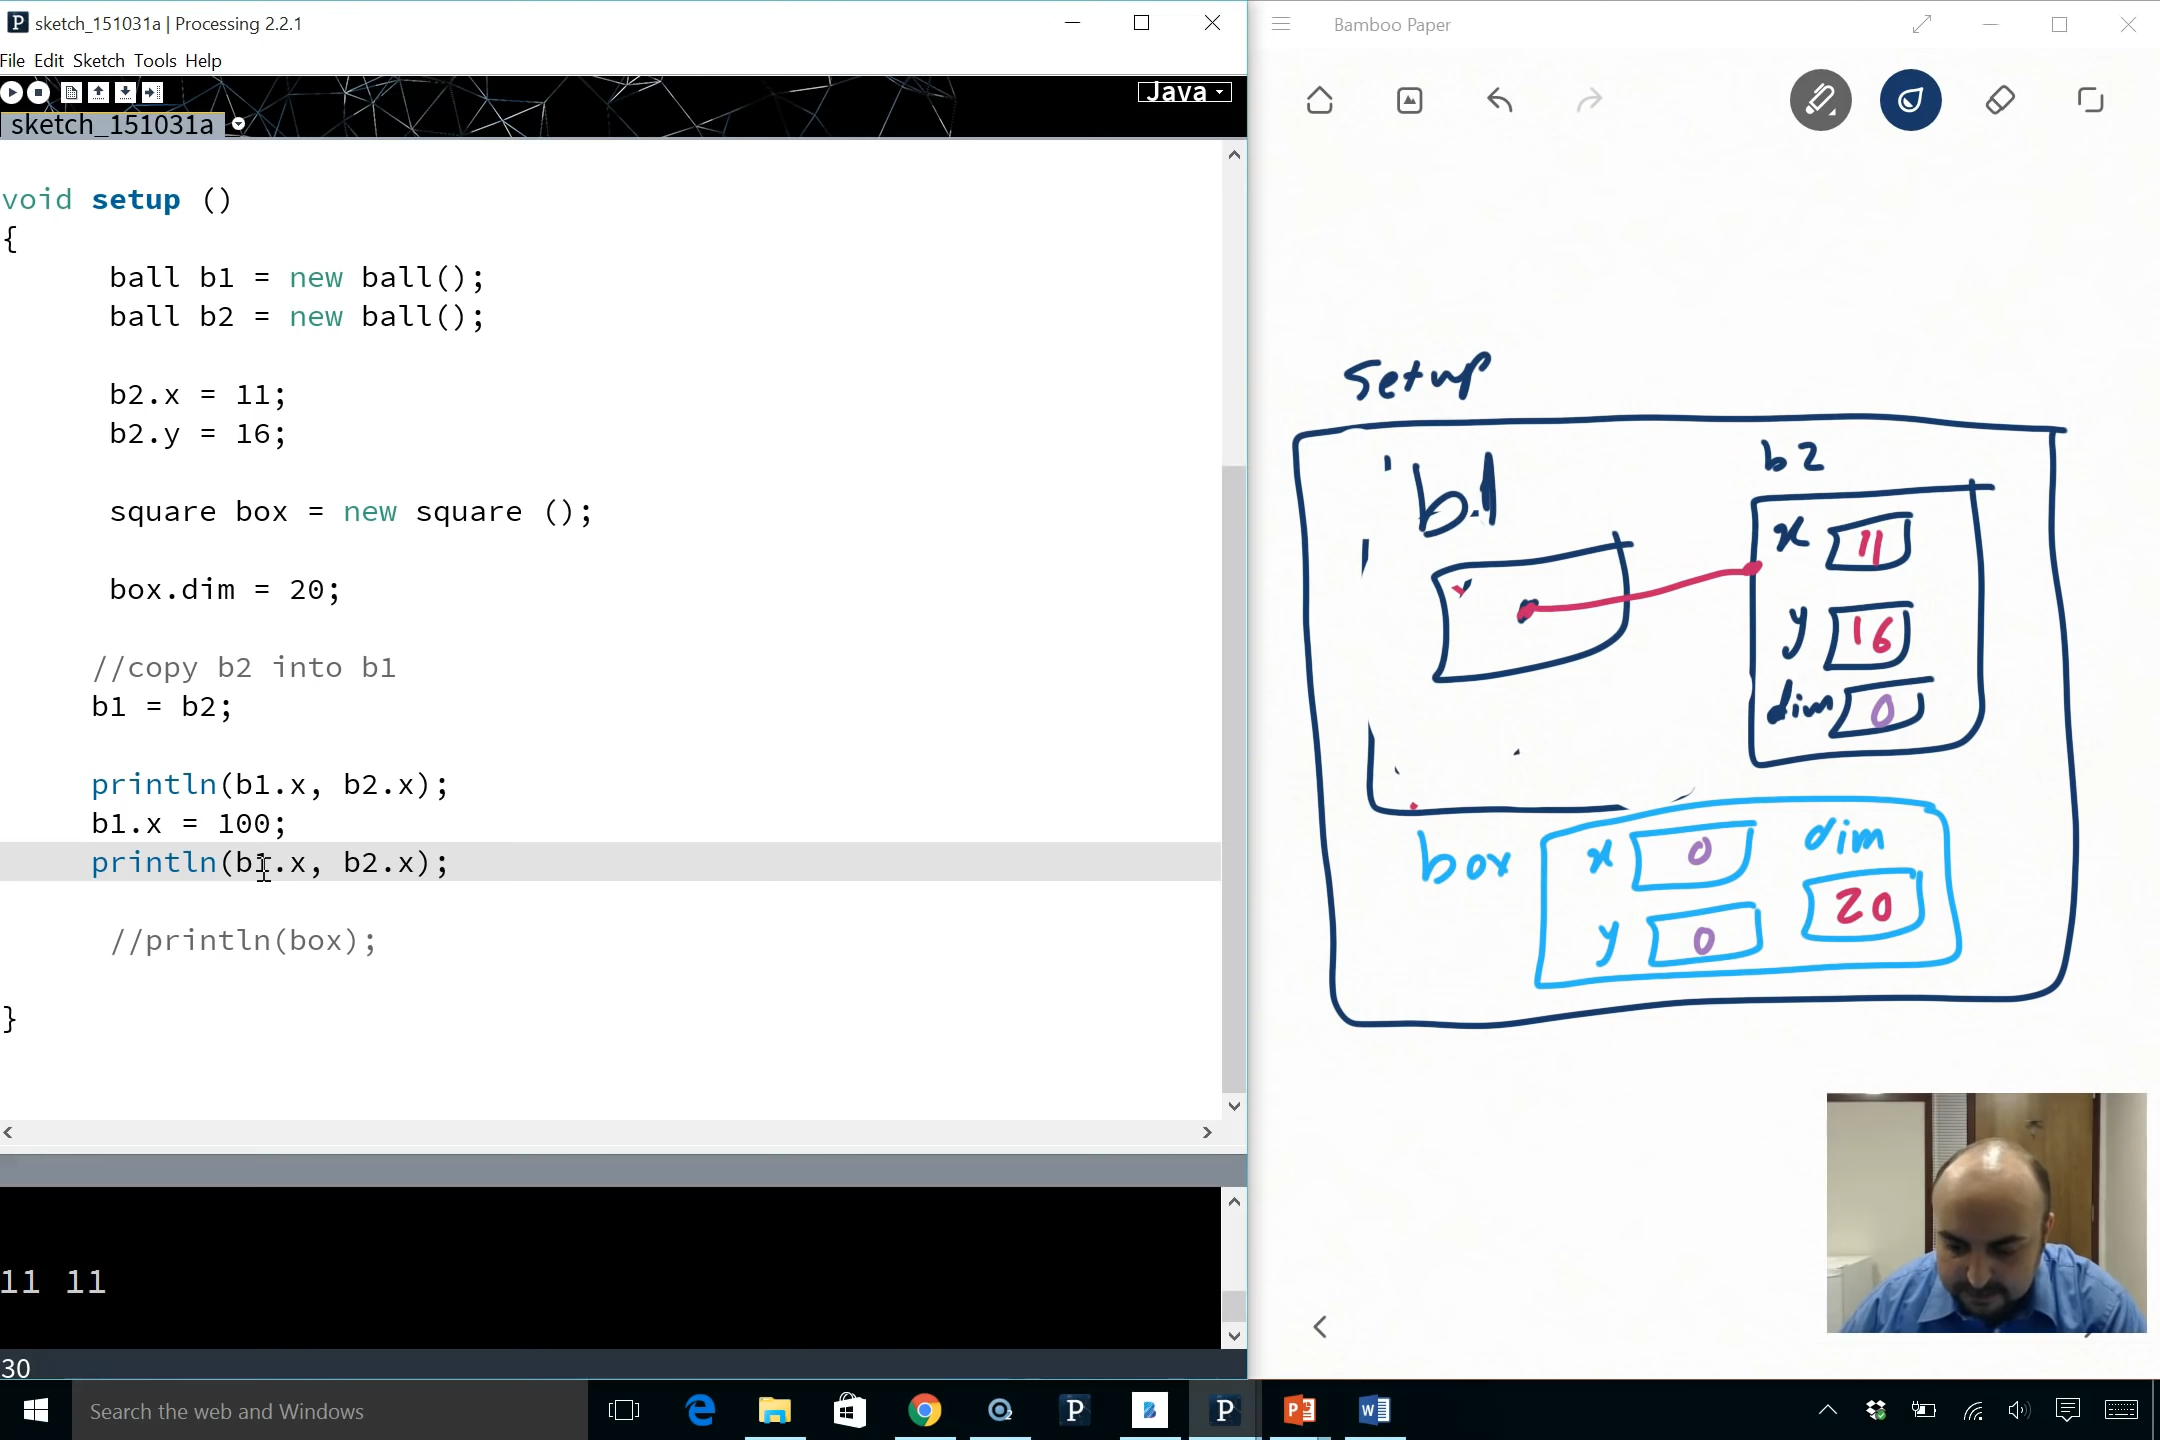 sketch_151031a | Processing 2.2.1
File Edit Sketch Tools Help
Java
sketch_151031a
void setup ()
{
ball b1 = new ball();
ball b2 = new ball();
b2.x = 11;
b2.y = 16;
square box = new square ();
box.dim = 20;
//copy b2 into b1
b1 = b2;
println(b1.x, b2.x);
b1.x = 100;
println(b1.x, b2.x);
//println(box);
}
11 11
30
Bamboo Paper
setup
b1
b2
x 11
y 16
dim 0
box
x 0
dim
20
y 0
Search the web and Windows